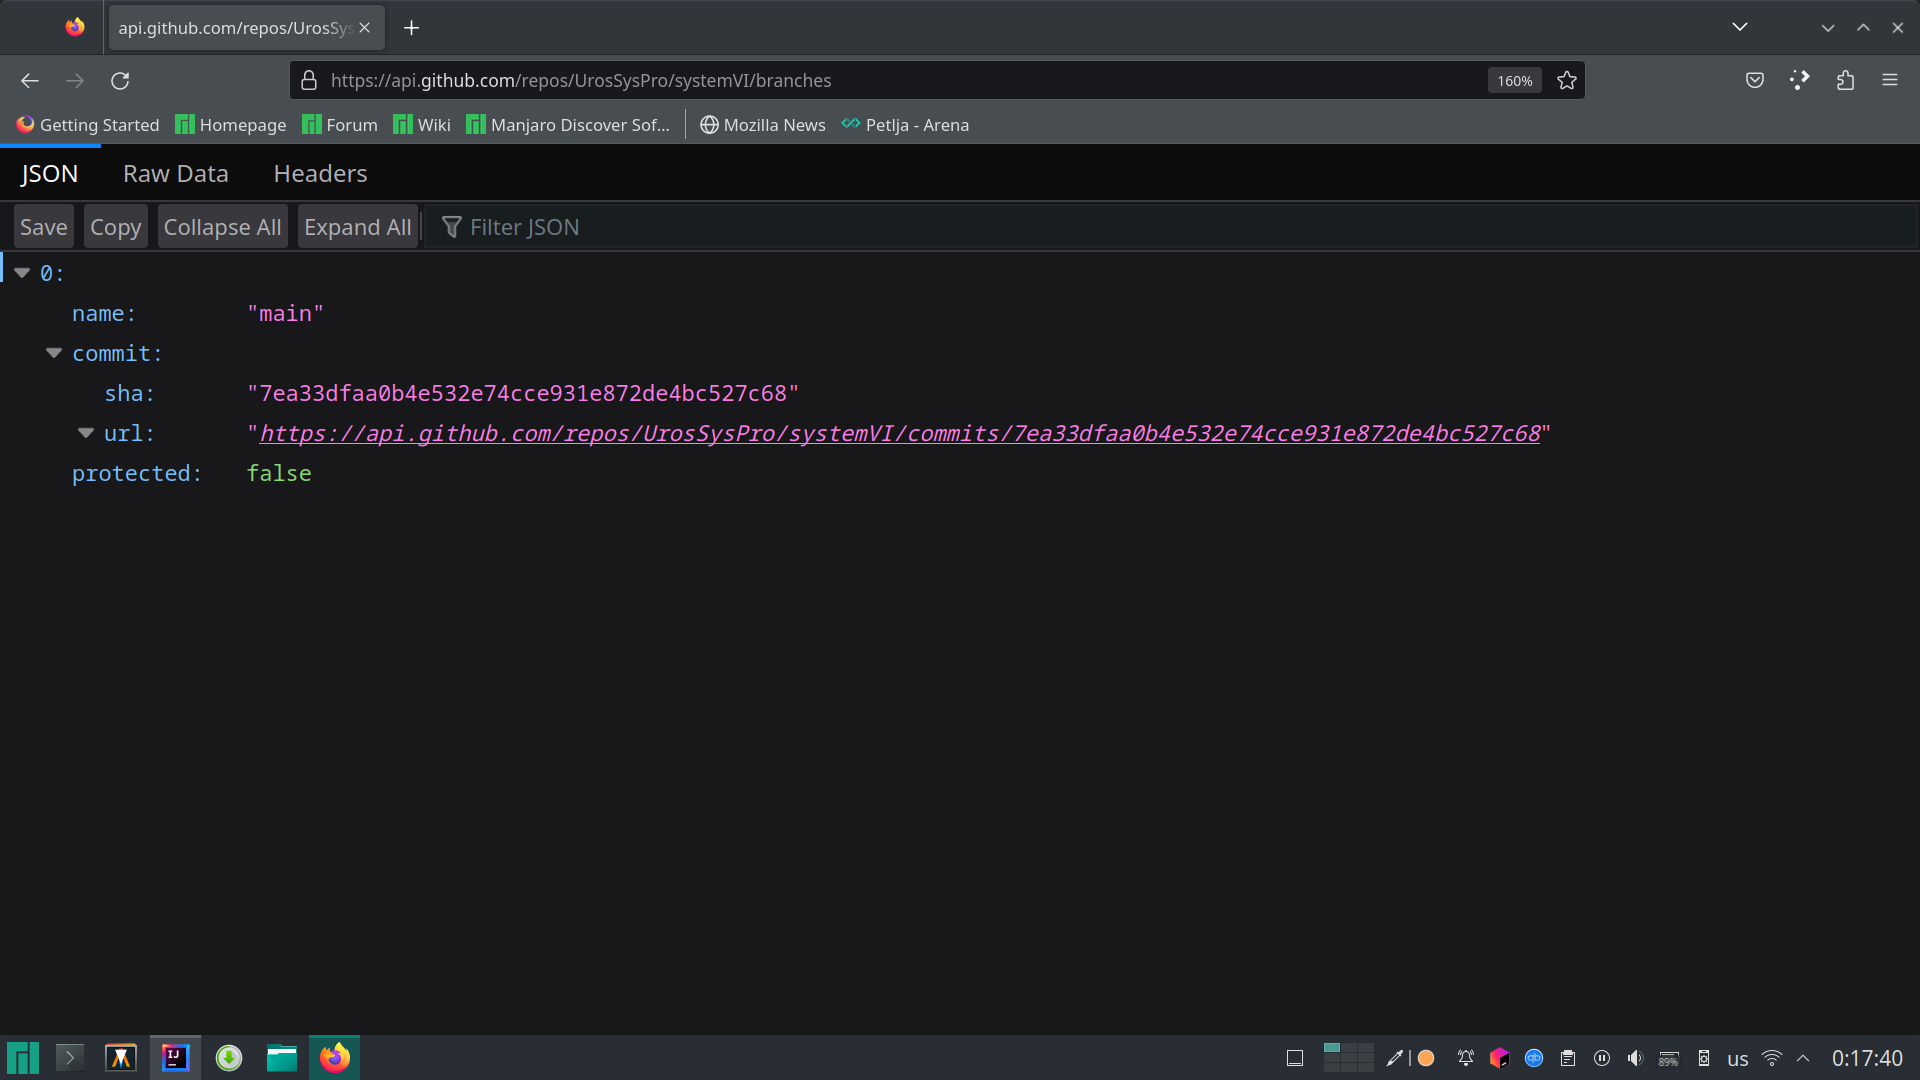 api.github.com/repos/UrosSys
https://api.github.com/repos/UrosSysPro/systemVI/branches
160%
Getting Started
Homepage
Forum
Wiki
Manjaro Discover Sof...
Mozilla News
Petlja - Arena
JSON
Raw Data
Headers
Save
Copy
Collapse All
Expand All
Filter JSON
0:
name: "main"
commit:
sha: "7ea33dfaa0b4e532e74cce931e872de4bc527c68"
url: "https://api.github.com/repos/UrosSysPro/systemVI/commits/7ea33dfaa0b4e532e74cce931e872de4bc527c68"
protected: false
IJ
qb
89%
us
0:17:40